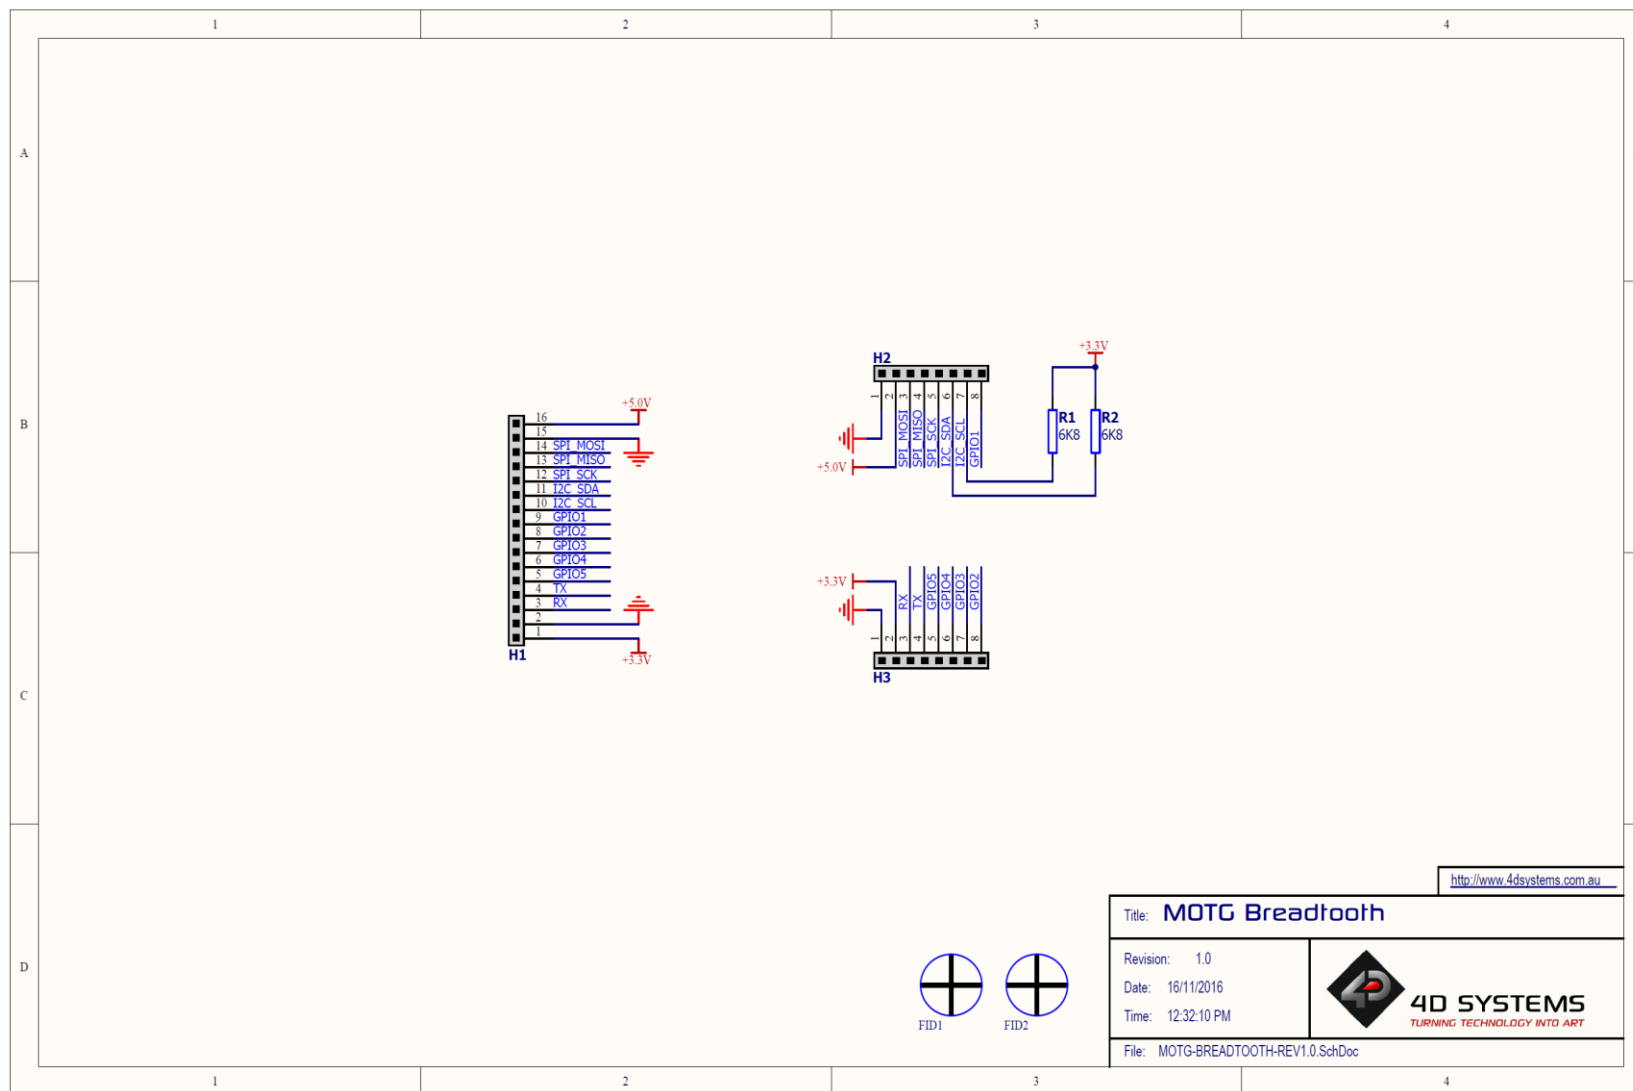 1 2 3 4
A
B
C
D
+5.0V
16
15
14 SPI_MOSI
13 SPI_MISO
12 SPI_SCK
11 I2C_SDA
10 I2C_SCL
9 GPIO1
8 GPIO2
7 GPIO3
6 GPIO4
5 GPIO5
4 TX
3 RX
2
1
H1
+3.3V
H2
1
2
3 SPI_MOSI
4 SPI_MISO
5 SPI_SCK
6 I2C_SDA
7 I2C_SCL
8 GPIO1
+5.0V
+3.3V
R1
6K8
R2
6K8
+3.3V
1
2
3 RX
4 TX
5 GPIO5
6 GPIO4
7 GPIO3
8 GPIO2
H3
FID1
FID2
http://www.4dsystems.com.au
Title: MOTG Breadtooth
Revision: 1.0
Date: 16/11/2016
Time: 12:32:10 PM
4D SYSTEMS
TURNING TECHNOLOGY INTO ART
File: MOTG-BREADTOOTH-REV1.0.SchDoc
1 2 3 4